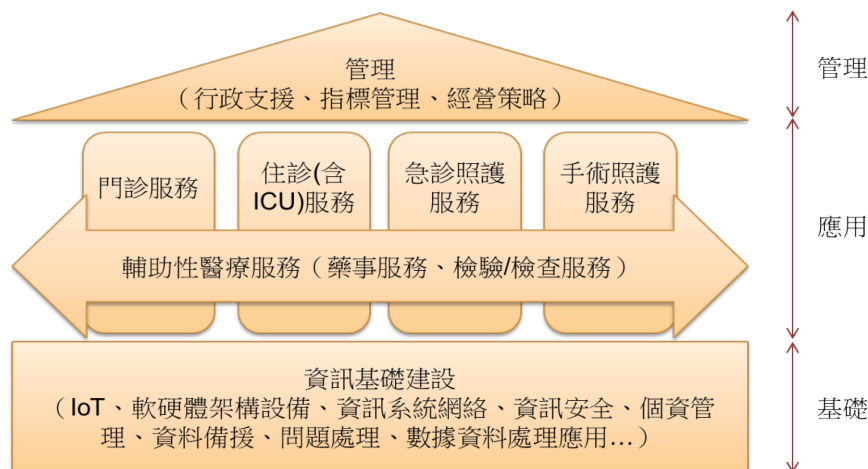 管理
（行政支援、指標管理、經營策略）
管理
門診服務
住診(含
ICU)服務
急診照護
服務
手術照護
服務
應用
輔助性醫療服務（藥事服務、檢驗/檢查服務）
資訊基礎建設
（IoT、軟硬體架構設備、資訊系統網絡、資訊安全、個資管
理、資料備援、問題處理、數據資料處理應用...）
基礎